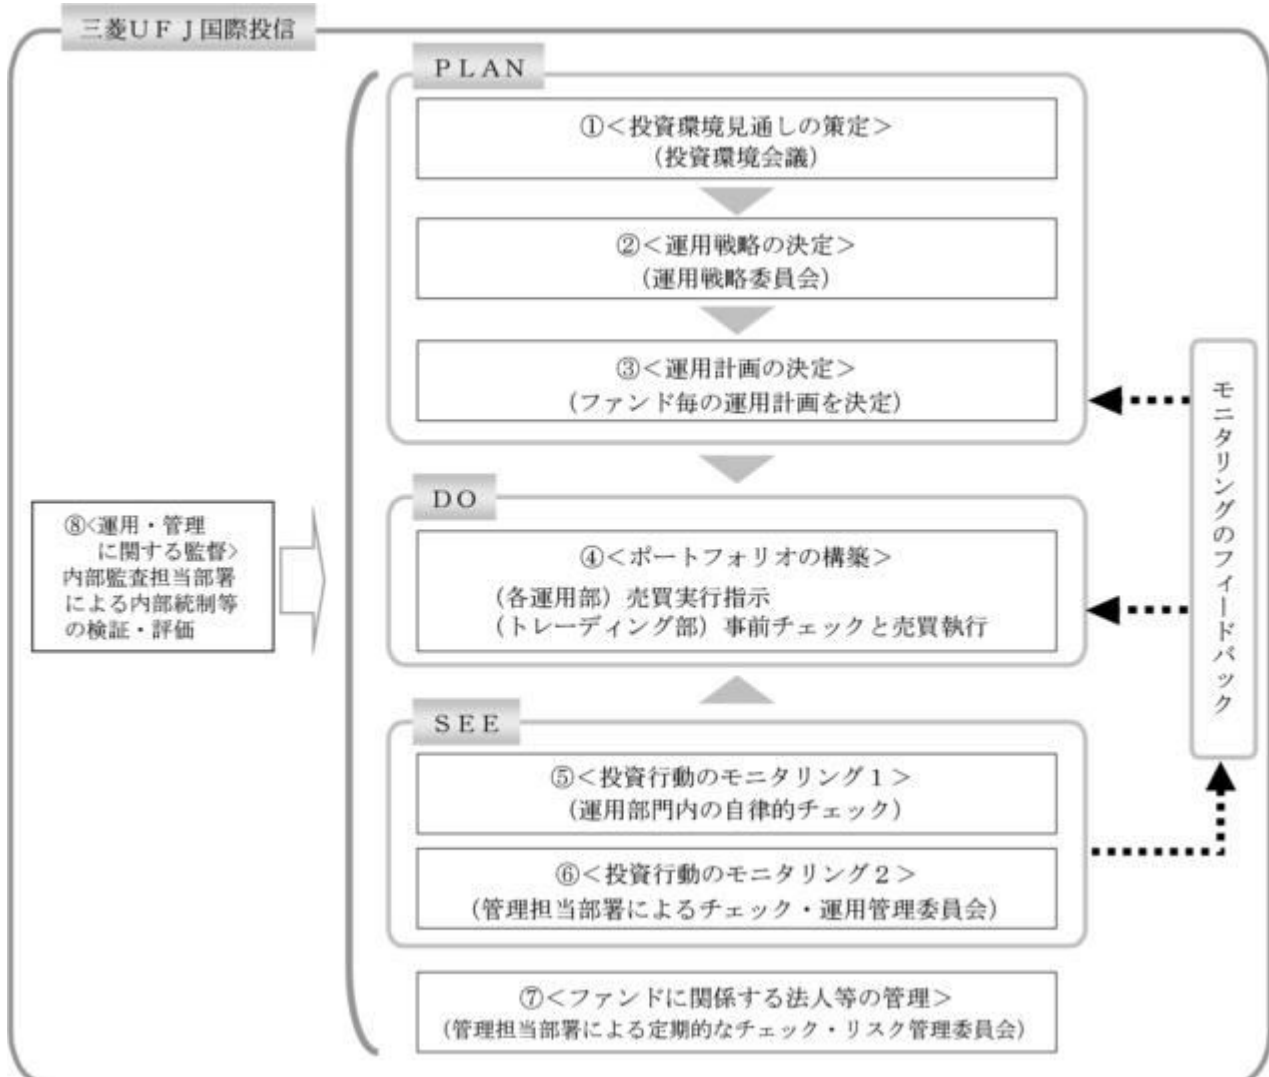 三菱ＵＦＪ国際投信
ＰＬＡＮ
①＜投資環境見通しの策定＞
（投資環境会議）
②＜運用戦略の決定＞
（運用戦略委員会）
③＜運用計画の決定＞
（ファンド毎の運用計画を決定）
ＤＯ
④＜ポートフォリオの構築＞
（各運用部）売買実行指示
（トレーディング部）事前チェックと売買執行
ＳＥＥ
⑤＜投資行動のモニタリング１＞
（運用部門内の自律的チェック）
⑥＜投資行動のモニタリング２＞
（管理担当部署によるチェック・運用管理委員会）
⑦＜ファンドに関係する法人等の管理＞
（管理担当部署による定期的なチェック・リスク管理委員会）
⑧＜運用・管理
に関する監督＞
内部監査担当部署
による内部統制等
の検証・評価
モニタリングのフィードバック